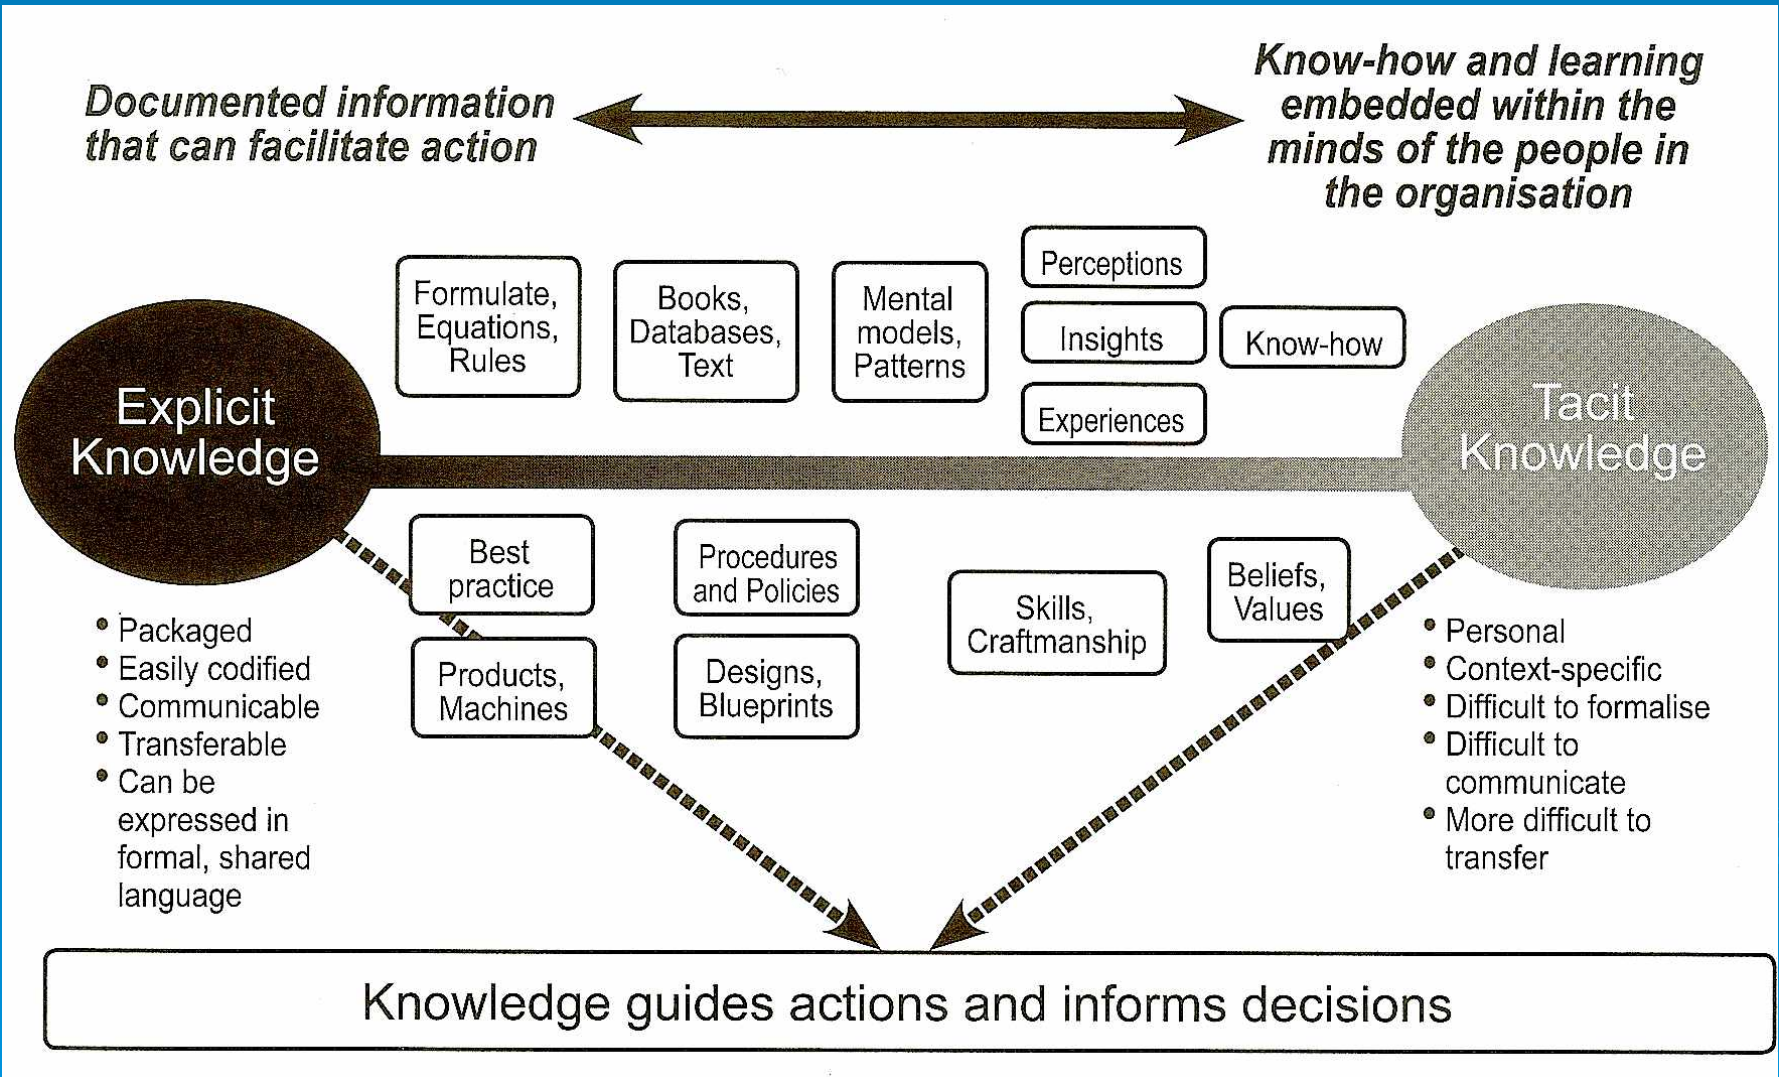 Documented information
that can facilitate action
Know-how and learning
embedded within the
minds of the people in
the organisation
Formulate,
Equations,
Rules
Books,
Databases,
Text
Mental
models,
Patterns
Perceptions
Insights
Experiences
Know-how
Explicit
Knowledge
Tacit
Knowledge
Best
practice
Procedures
and Policies
Products,
Machines
Designs,
Blueprints
Skills,
Craftmanship
Beliefs,
Values
• Packaged
• Easily codified
• Communicable
• Transferable
• Can be
expressed in
formal, shared
language
• Personal
• Context-specific
• Difficult to formalise
• Difficult to
communicate
• More difficult to
transfer
Knowledge guides actions and informs decisions